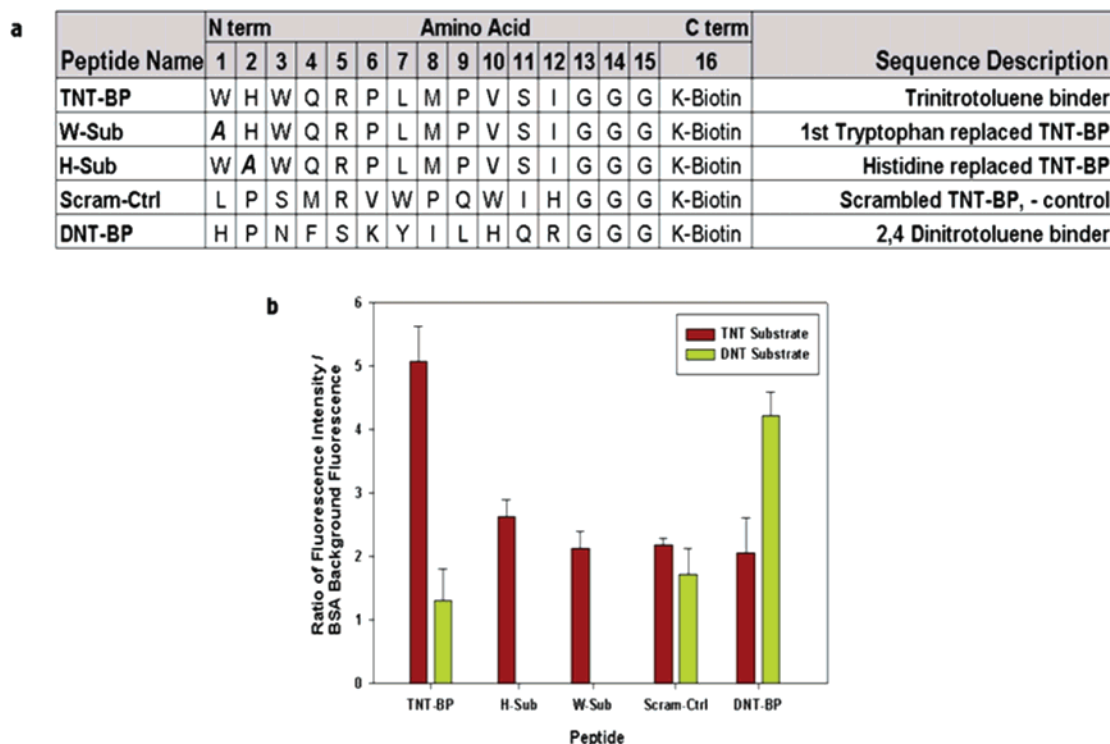 a
N term Amino Acid C term
Peptide Name 1 2 3 4 5 6 7 8 9 10 11 12 13 14 15 16 Sequence Description
TNT-BP W H W Q R P L M P V S I G G G K-Biotin Trinitrotoluene binder
W-Sub A H W Q R P L M P V S I G G G K-Biotin 1st Tryptophan replaced TNT-BP
H-Sub W A W Q R P L M P V S I G G G K-Biotin Histidine replaced TNT-BP
Scram-Ctrl L P S M R V W P Q W I H G G G K-Biotin Scrambled TNT-BP, - control
DNT-BP H P N F S K Y I L H Q R G G G K-Biotin 2,4 Dinitrotoluene binder
b
Ratio of Fluorescence Intensity /
BSA Background Fluorescence
6
5
4
3
2
1
0
TNT Substrate
DNT Substrate
TNT-BP H-Sub W-Sub Scram-Ctrl DNT-BP
Peptide